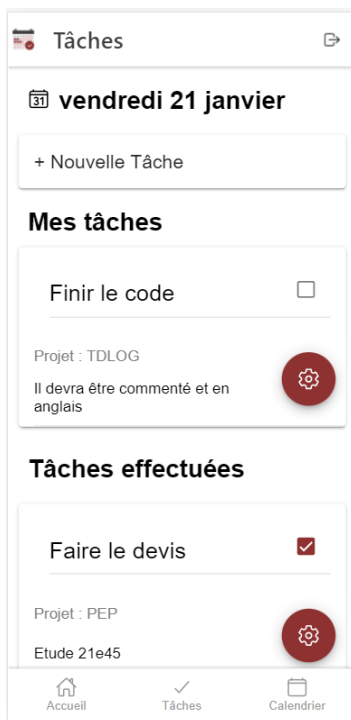 Tâches
31 vendredi 21 janvier
+ Nouvelle Tâche
Mes tâches
Finir le code
Projet : TDLOG
Il devra être commenté et en
anglais
Tâches effectuées
Faire le devis
Projet : PEP
Etude 21e45
Accueil Tâches Calendrier